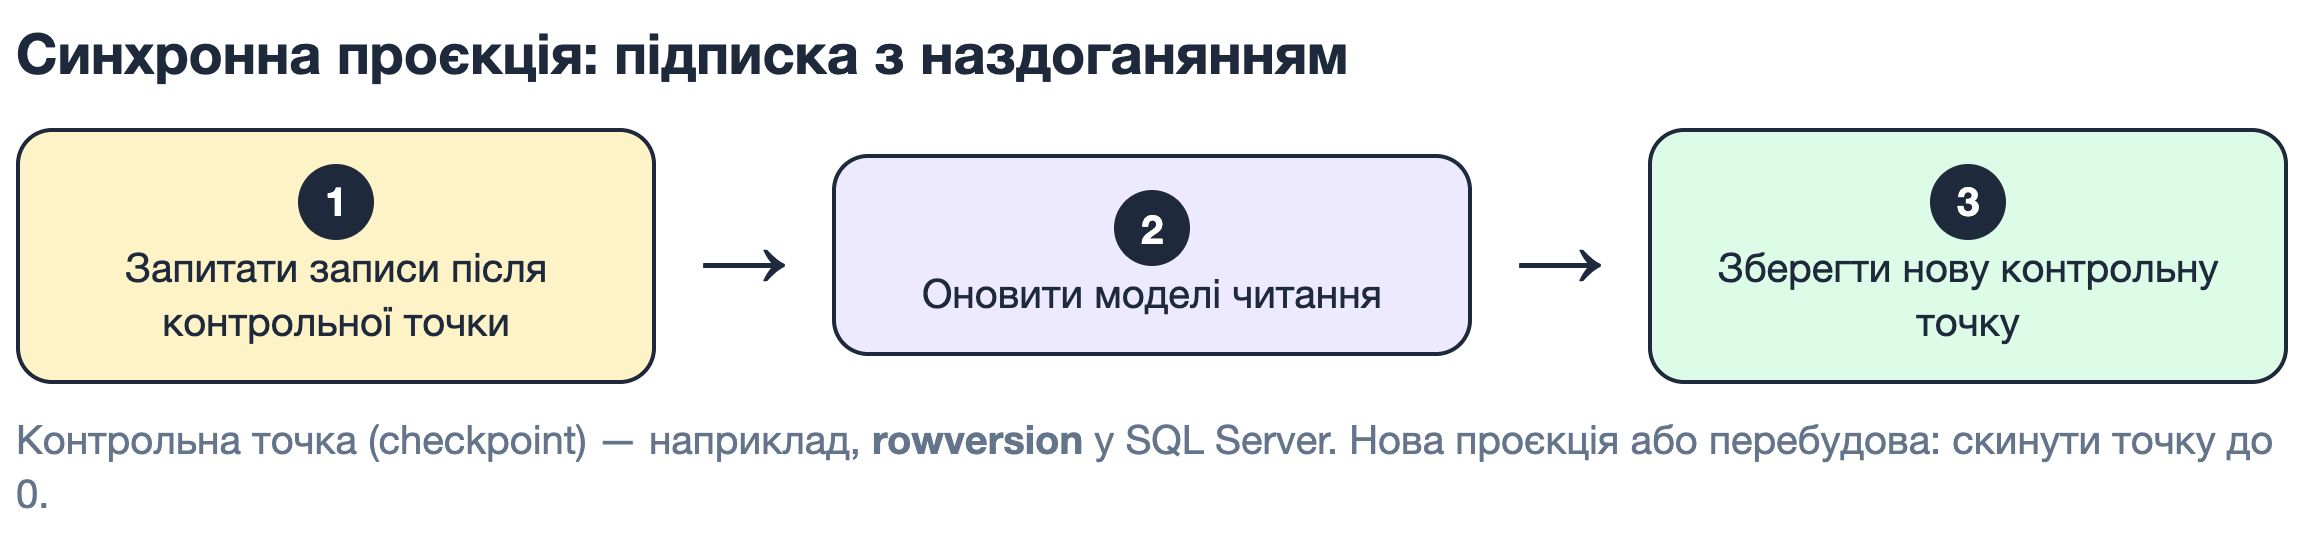 Синхронна проєкція: підписка з наздоганянням
1
Запитати записи після
контрольної точки
→
2
Оновити моделі читання
→
3
Зберегти нову контрольну
точку
Контрольна точка (checkpoint) — наприклад, rowversion у SQL Server. Нова проєкція або перебудова: скинути точку до
0.